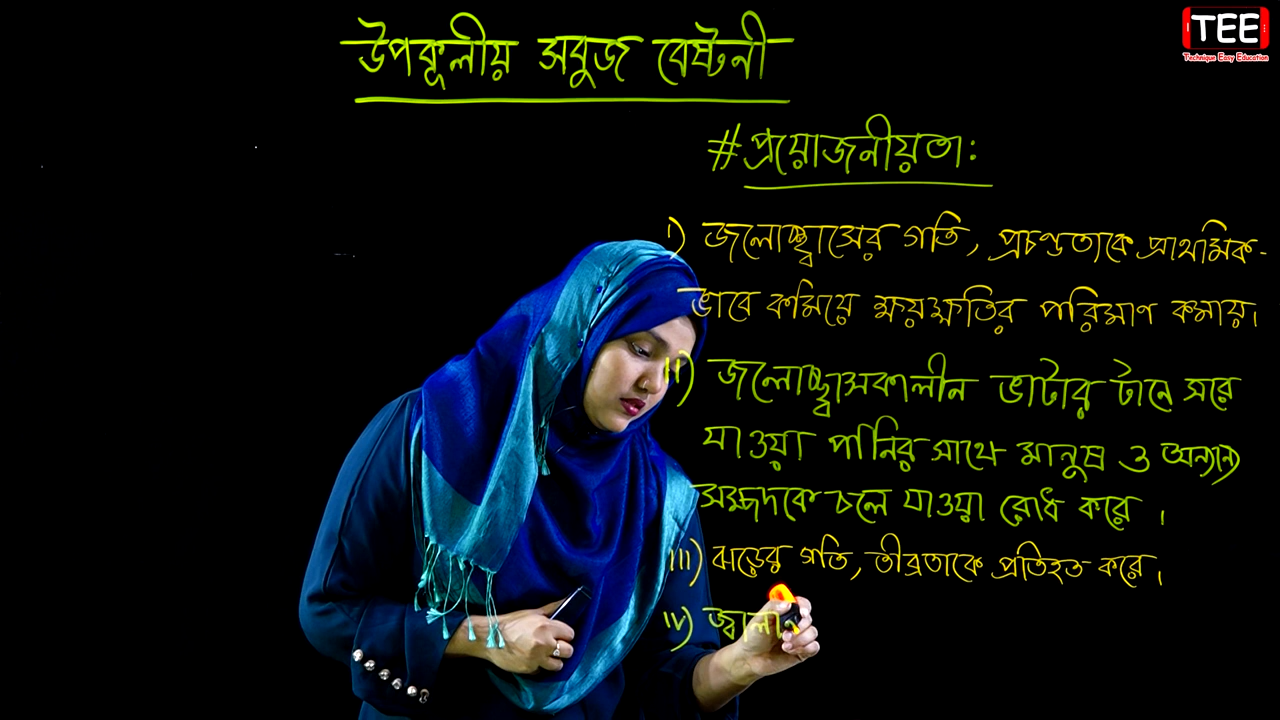 উপকূলীয় সবুজ বেষ্টনী
TEE
Technique Easy Education
#প্রয়োজনীয়তা:
i) জলোচ্ছ্বাসের গতি, প্রচণ্ডতাকে প্রাথমিক-
ভাবে কমিয়ে ক্ষয়ক্ষতির পরিমাণ কমায়।
ii) জলোচ্ছ্বাসকালীন ভাটার টানে সরে
যাওয়া পানির সাথে মানুষ ও অন্যান্য
সম্পদকে চলে যাওয়া রোধ করে।
iii) ঝড়ের গতি, তীব্রতাকে প্রতিহত করে।
iv) জ্বালা